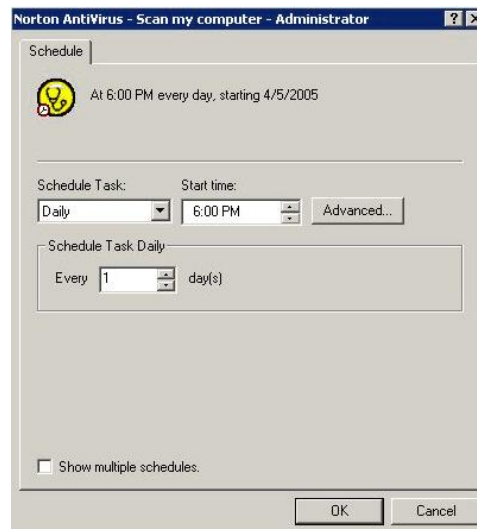 Norton AntiVirus - Scan my computer - Administrator
Schedule
At 6:00 PM every day, starting 4/5/2005
Schedule Task: Start time:
Daily 6:00 PM Advanced...
Schedule Task Daily
Every 1 day(s)
Show multiple schedules.
OK Cancel